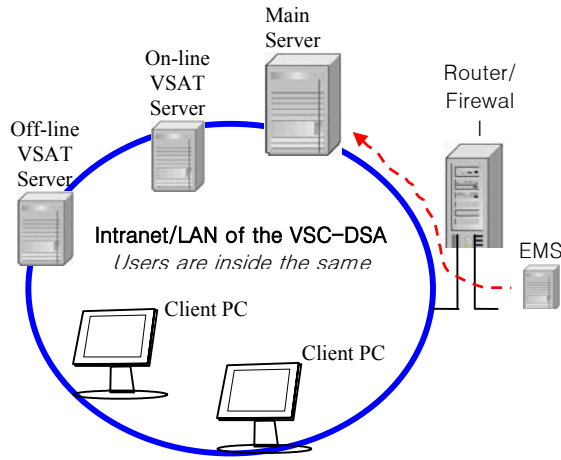 Main
Server
On-line
VSAT
Server
Router/
Firewal
l
Off-line
VSAT
Server
Intranet/LAN of the VSC-DSA
Users are inside the same
EMS
Client PC
Client PC